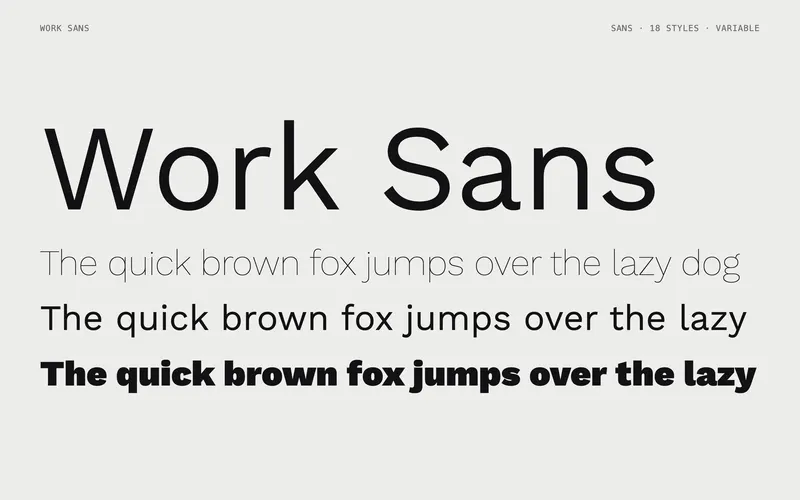 WORK SANS
SANS · 18 STYLES · VARIABLE
Work Sans
The quick brown fox jumps over the lazy dog
The quick brown fox jumps over the lazy
The quick brown fox jumps over the lazy